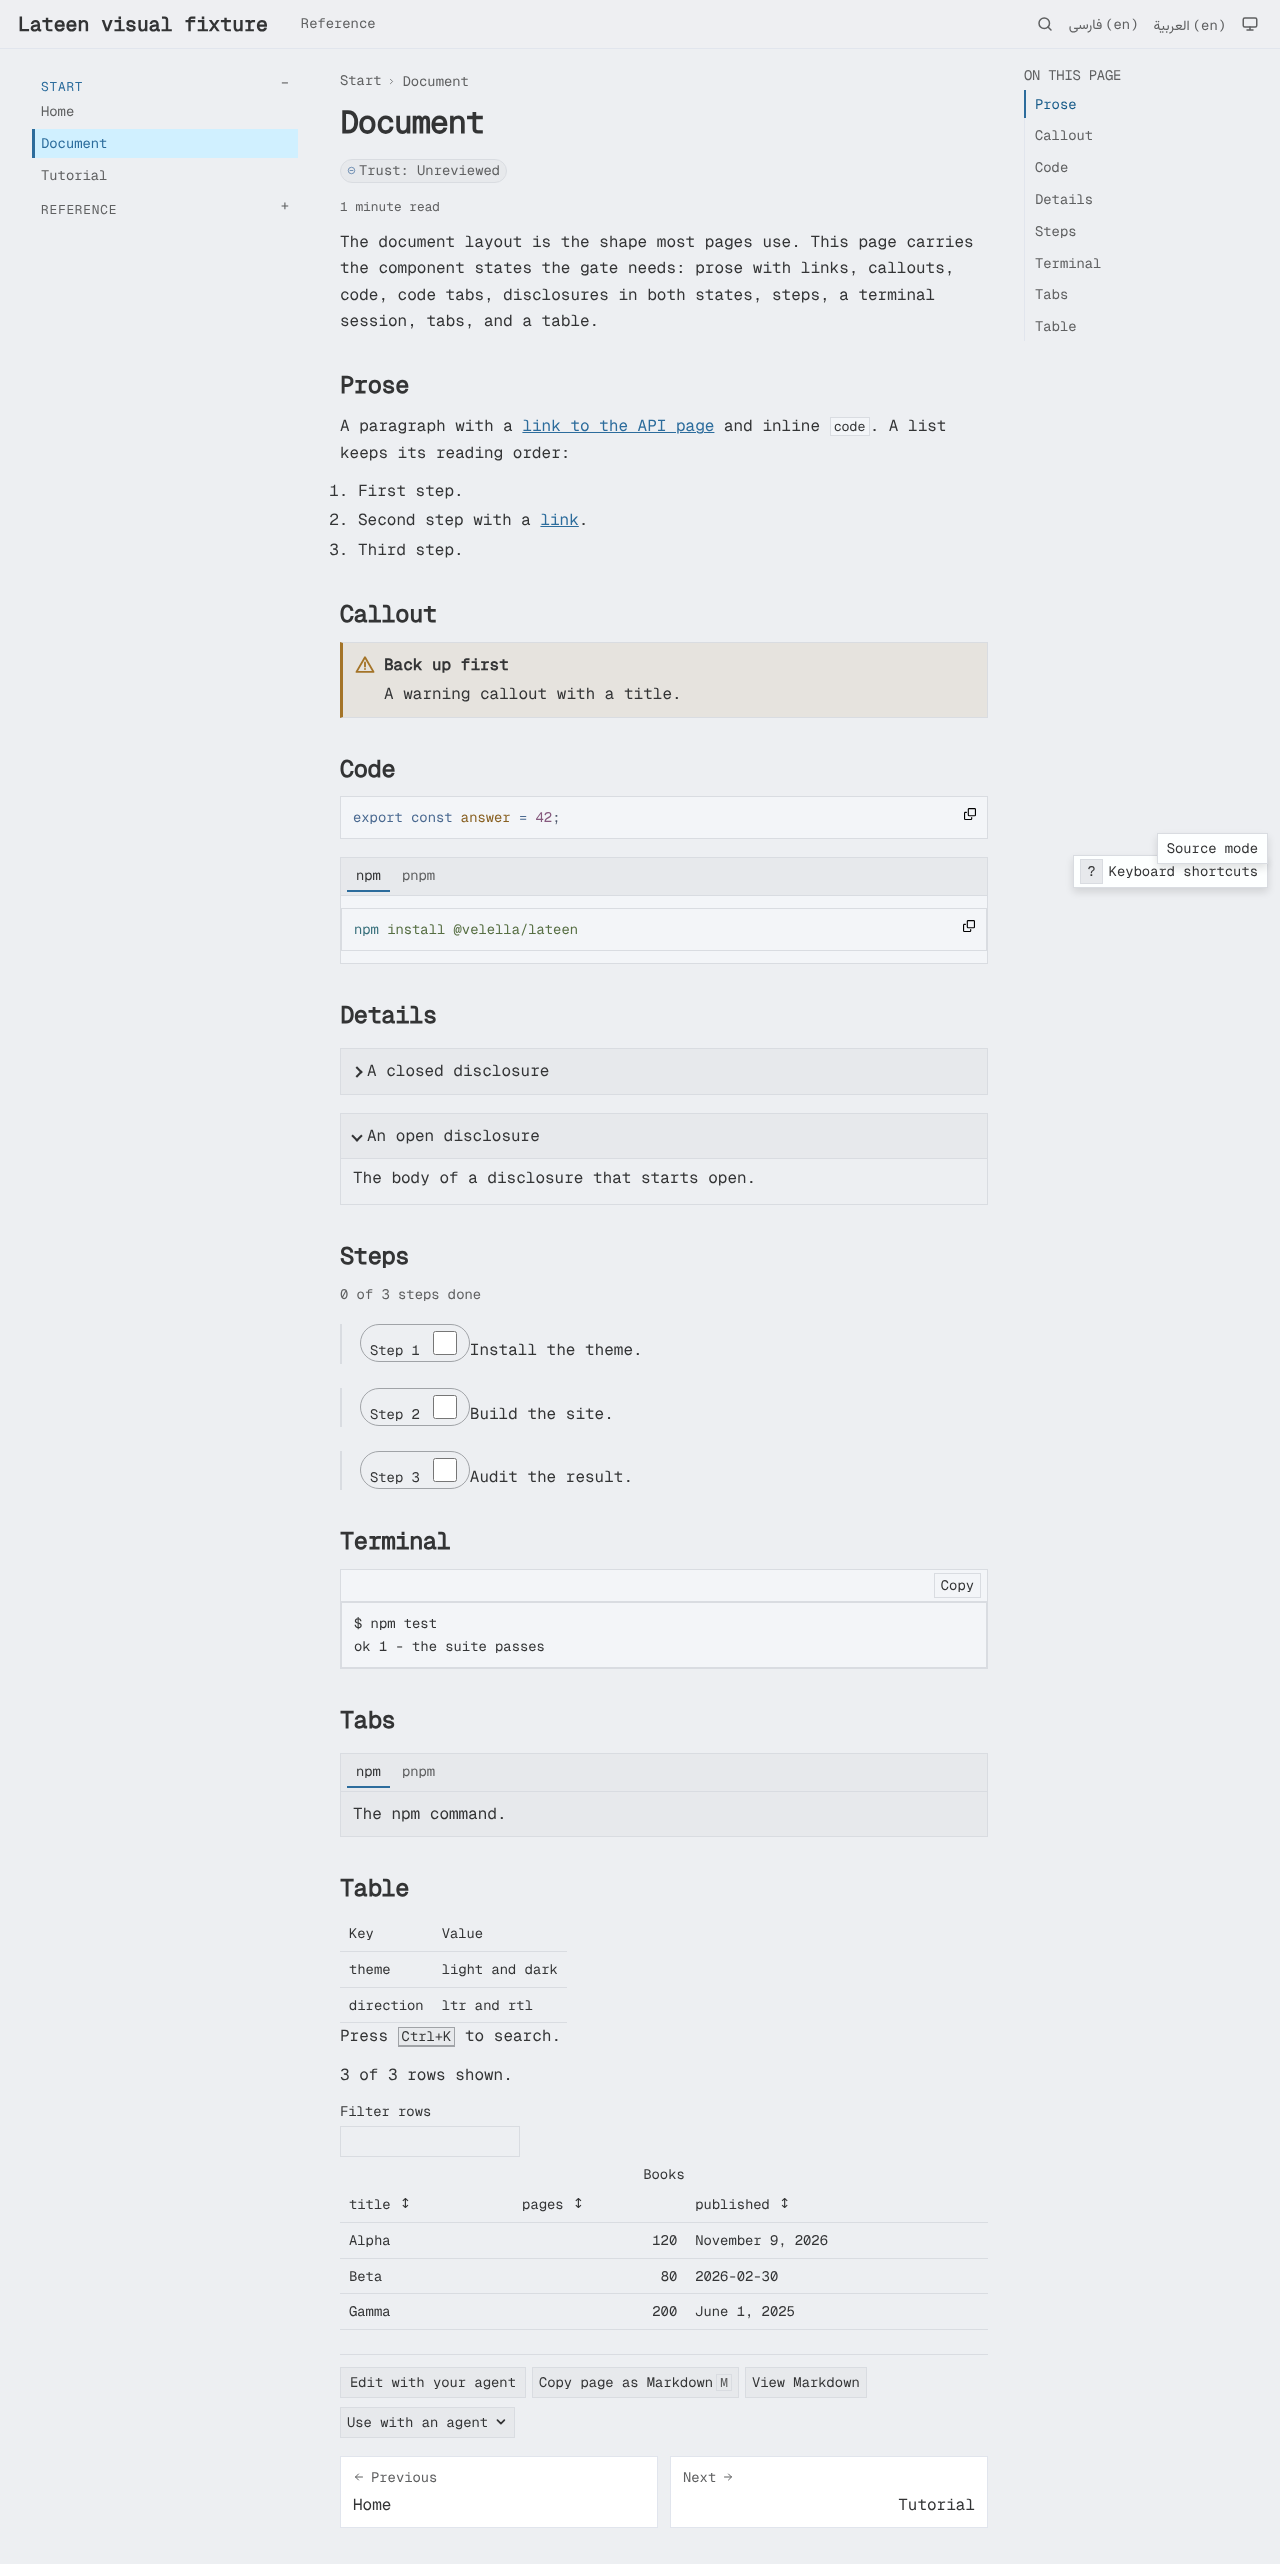 Lateen visual fixture
Reference
فارسی (en)
العربية (en)
START
−
Home
Document
Tutorial
REFERENCE
+
Start › Document
Document
Trust: Unreviewed
1 minute read
The document layout is the shape most pages use. This page carries
the component states the gate needs: prose with links, callouts,
code, code tabs, disclosures in both states, steps, a terminal
session, tabs, and a table.
Prose
A paragraph with a link to the API page and inline code. A list
keeps its reading order:
1. First step.
2. Second step with a link.
3. Third step.
Callout
Back up first
A warning callout with a title.
Code
export const answer = 42;
npm pnpm
npm install @velella/lateen
Details
A closed disclosure
An open disclosure
The body of a disclosure that starts open.
Steps
0 of 3 steps done
Step 1 Install the theme.
Step 2 Build the site.
Step 3 Audit the result.
Terminal
Copy
$ npm test
ok 1 - the suite passes
Tabs
npm pnpm
The npm command.
Table
Key Value
theme light and dark
direction ltr and rtl
Press Ctrl+K to search.
3 of 3 rows shown.
Filter rows
Books
title ↕ pages ↕ published ↕
Alpha 120 November 9, 2026
Beta 80 2026-02-30
Gamma 200 June 1, 2025
Edit with your agent Copy page as Markdown M View Markdown
Use with an agent
← Previous
Home
Next →
Tutorial
ON THIS PAGE
Prose
Callout
Code
Details
Steps
Terminal
Tabs
Table
Source mode
? Keyboard shortcuts